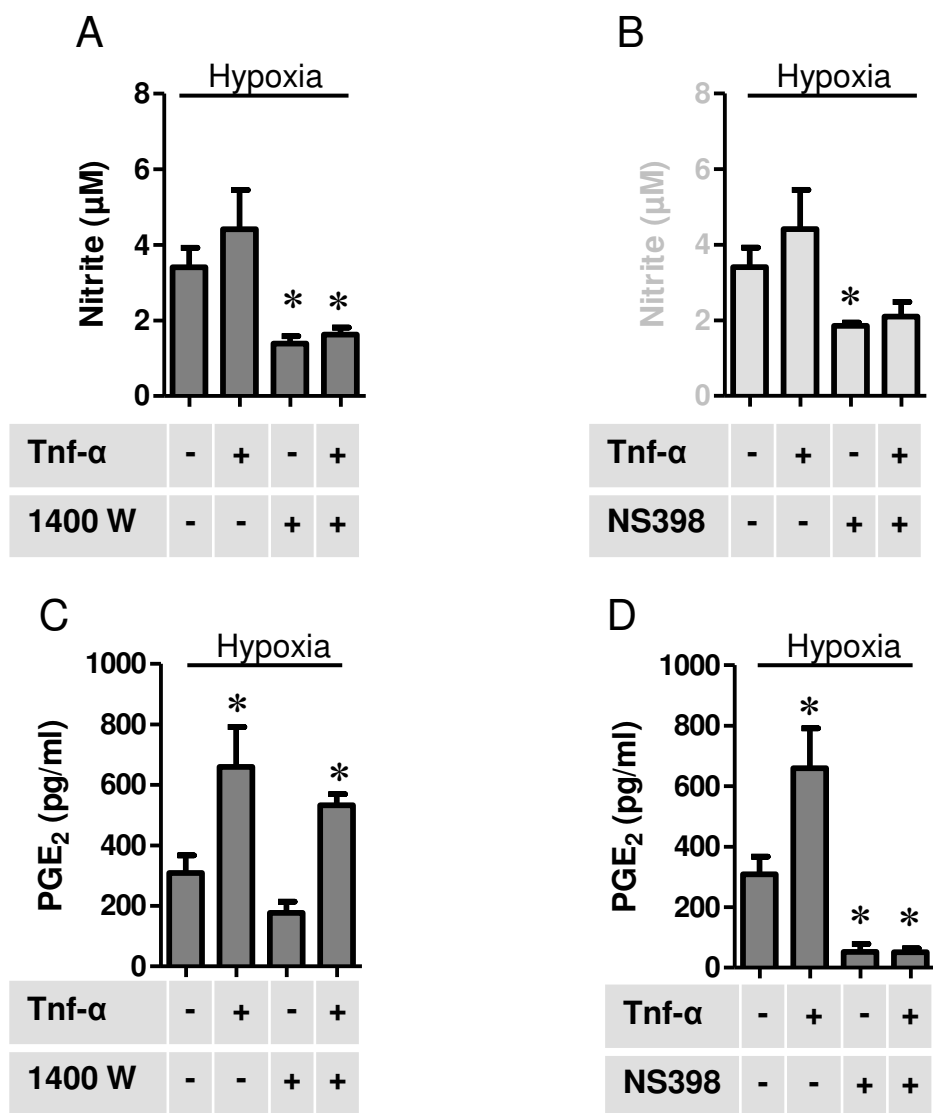 A
B
Hypoxia
Hypoxia
Nitrite (µM)
8
6
4
2
0
*
*
Nitrite (µM)
8
6
4
2
0
*
Tnf-α - + - +
1400 W - - + +
Tnf-α - + - +
NS398 - - + +
C
D
Hypoxia
Hypoxia
PGE2 (pg/ml)
1000
800
600
400
200
0
*
*
PGE2 (pg/ml)
1000
800
600
400
200
0
*
*
*
Tnf-α - + - +
1400 W - - + +
Tnf-α - + - +
NS398 - - + +